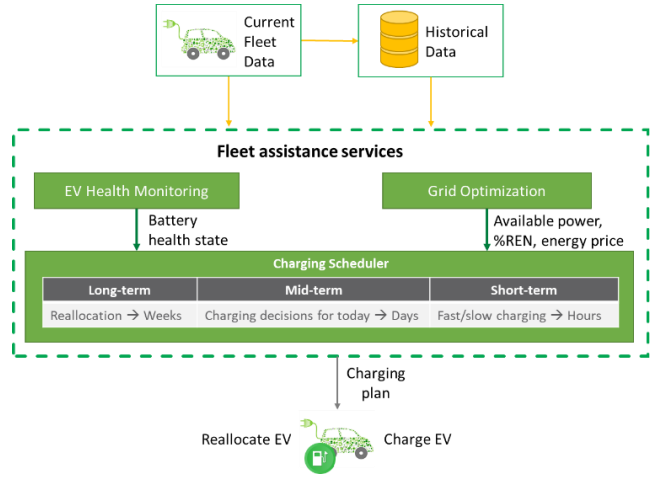 Current
Fleet
Data
Historical
Data
Fleet assistance services
EV Health Monitoring
Grid Optimization
Battery
health state
Available power,
%REN, energy price
Charging Scheduler
Long-term
Mid-term
Short-term
Reallocation → Weeks
Charging decisions for today → Days
Fast/slow charging → Hours
Charging
plan
Reallocate EV
Charge EV